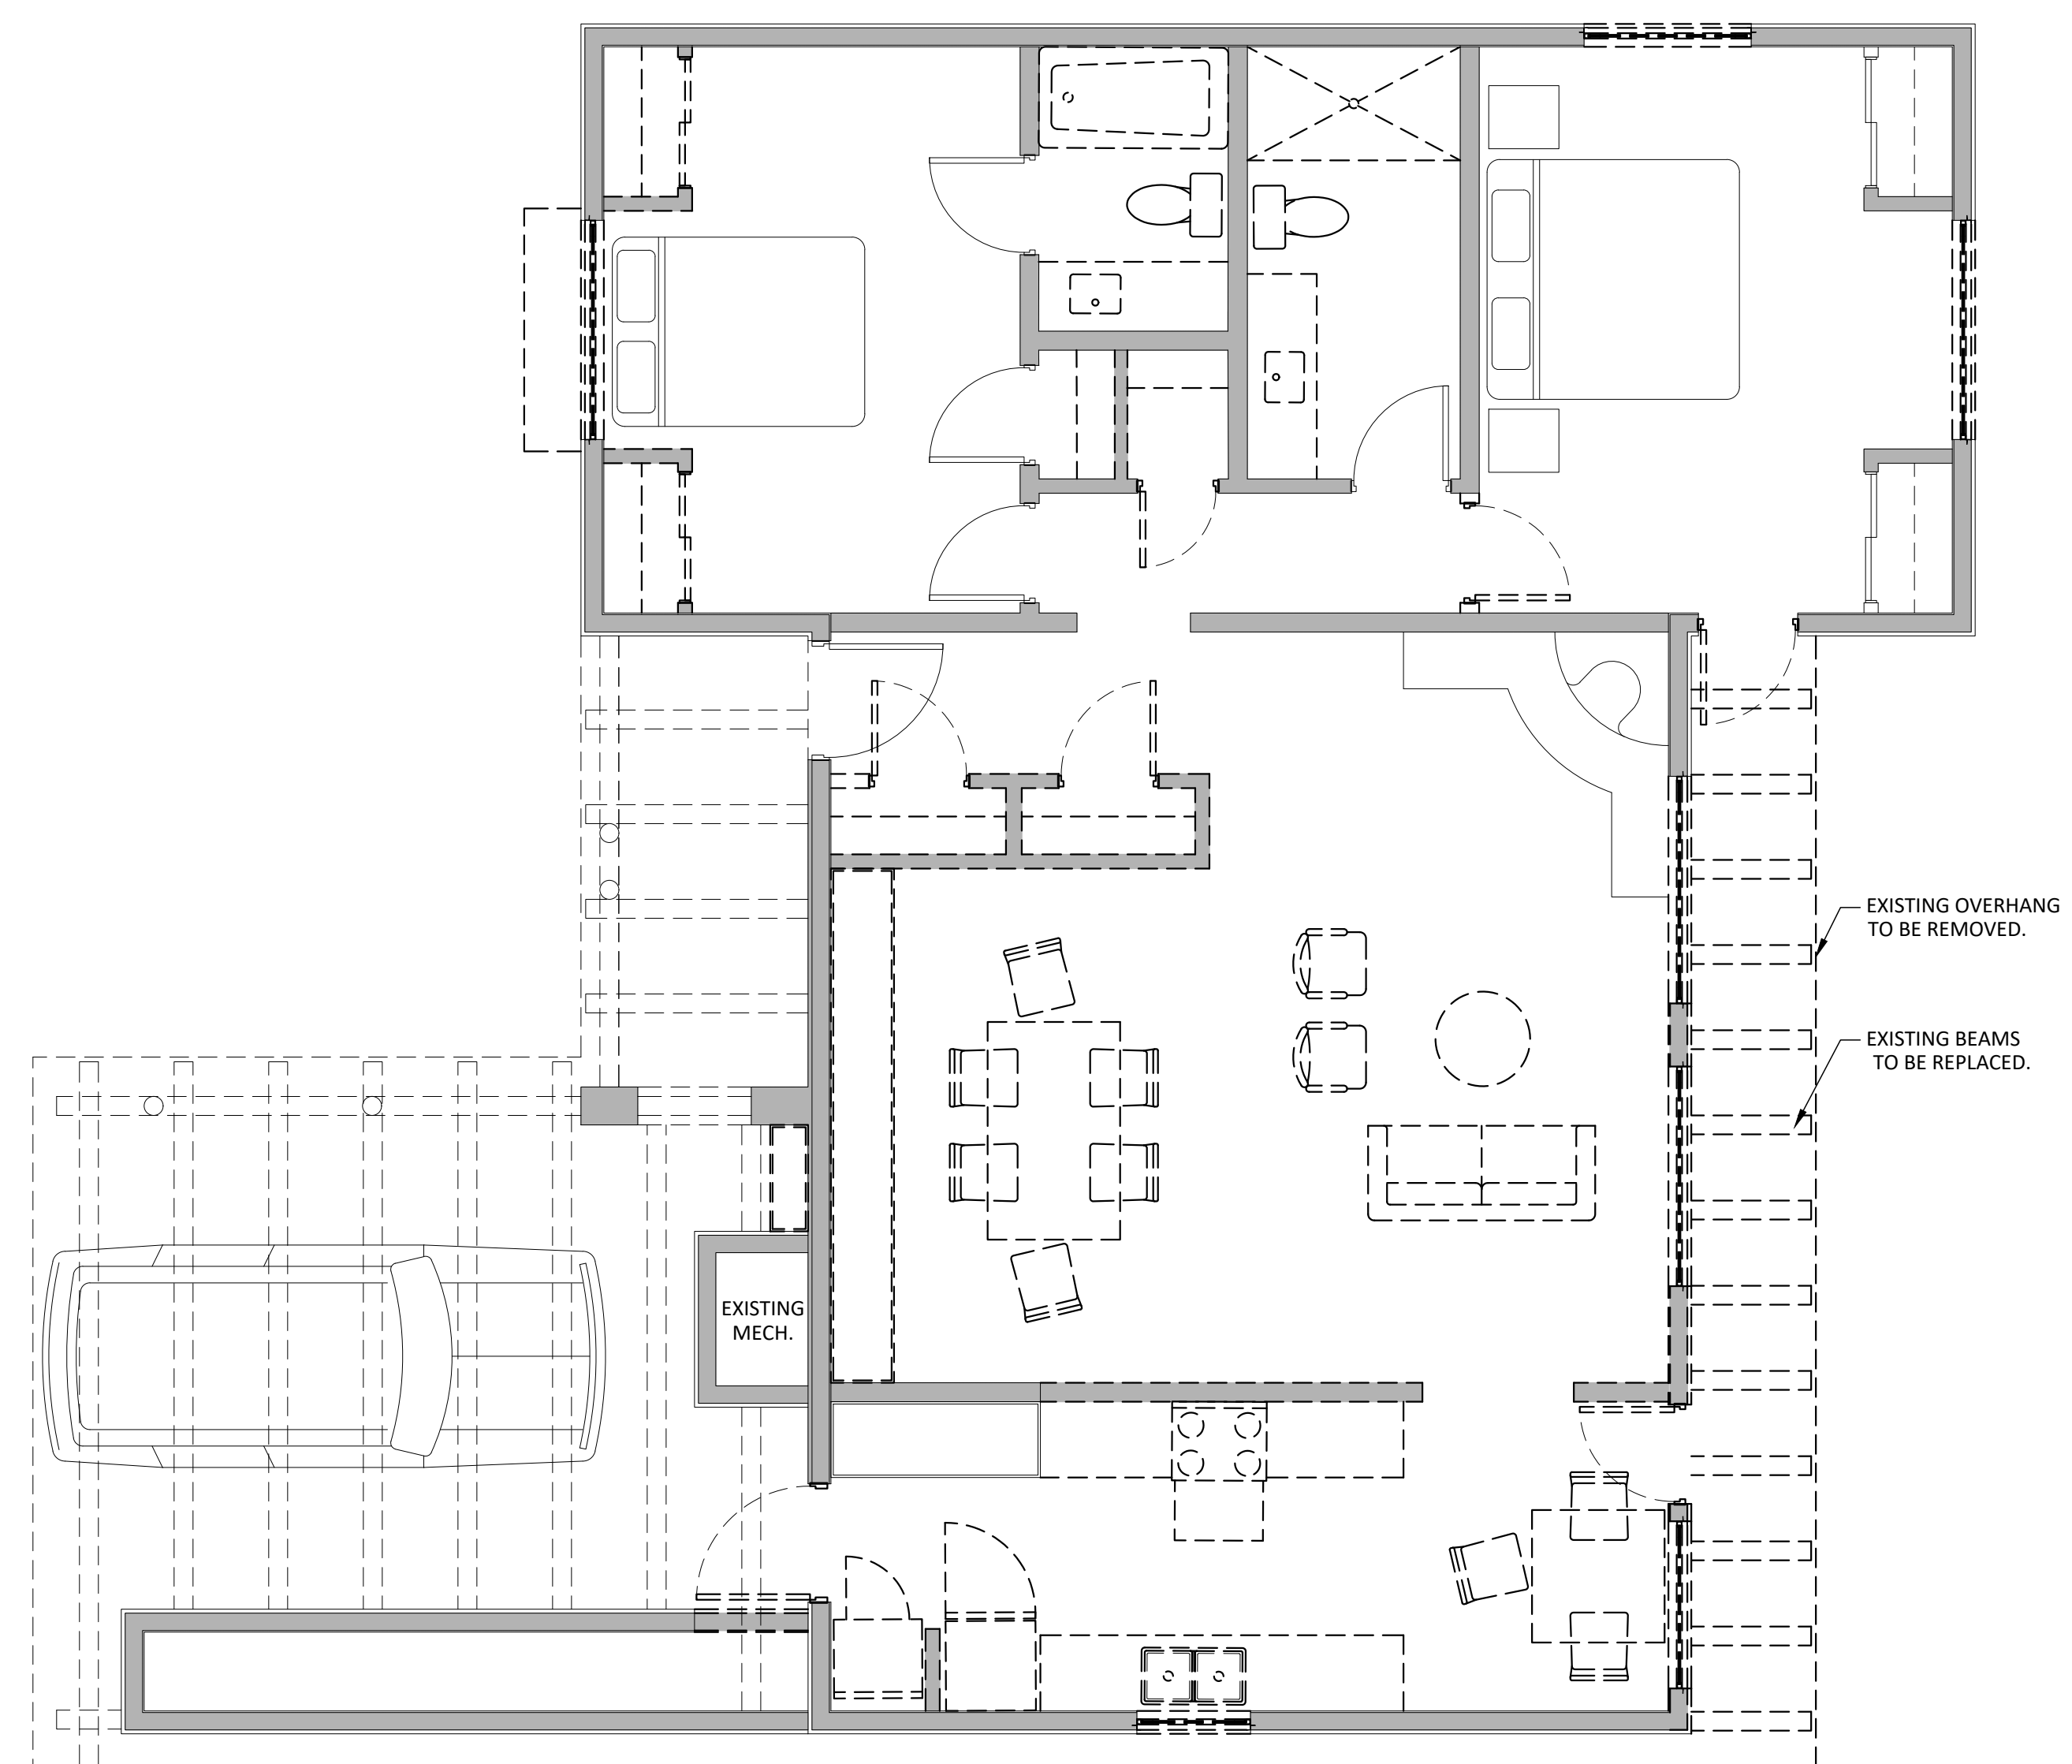 EXISTING OVERHANG
TO BE REMOVED.
EXISTING BEAMS
TO BE REPLACED.
EXISTING
MECH.